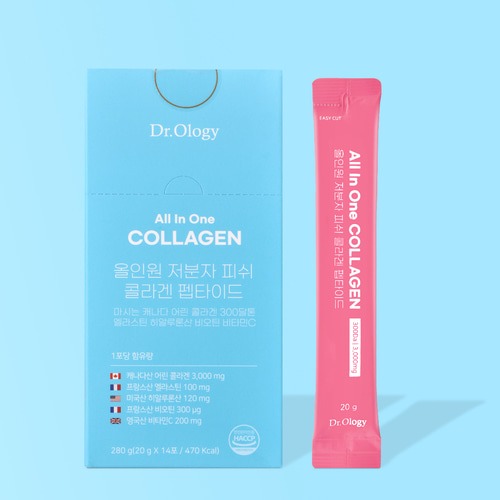 Dr.Ology
All In One
COLLAGEN
올인원 저분자 피쉬
콜라겐 펩타이드
마시는 캐나다 어린 콜라겐 300달톤
엘라스틴 히알루론산 비오틴 비타민C
1포당 함유량
캐나다산 어린 콜라겐 3,000 mg
프랑스산 엘라스틴 100 mg
미국산 히알루론산 120 mg
프랑스산 비오틴 300 μg
영국산 비타민C 200 mg
280 g(20 g X 14포 / 470 Kcal)
HACCP
EASY CUT
All In One COLLAGEN
올인원 저분자 피쉬 콜라겐 펩타이드
300Da | 3,000mg
20 g
Dr.Ology